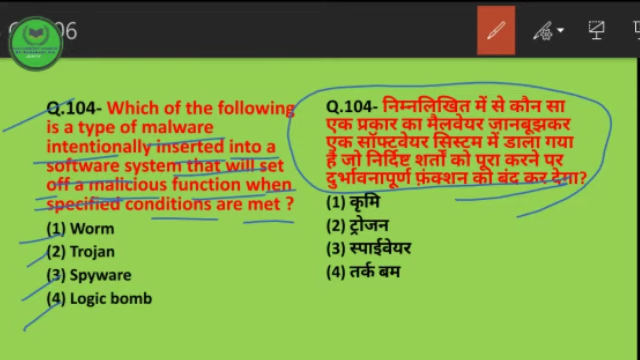 06
Q.104- Which of the following
is a type of malware
intentionally inserted into a
software system that will set
off a malicious function when
specified conditions are met ?
(1) Worm
(2) Trojan
(3) Spyware
(4) Logic bomb
Q.104- निम्नलिखित में से कौन सा
एक प्रकार का मैलवेयर जानबूझकर
एक सॉफ्टवेयर सिस्टम में डाला गया
है जो निर्दिष्ट शर्तों को पूरा करने पर
दुर्भावनापूर्ण फ़ंक्शन को बंद कर देगा?
(1) कृमि
(2) ट्रोजन
(3) स्पाईवेयर
(4) तर्क बम